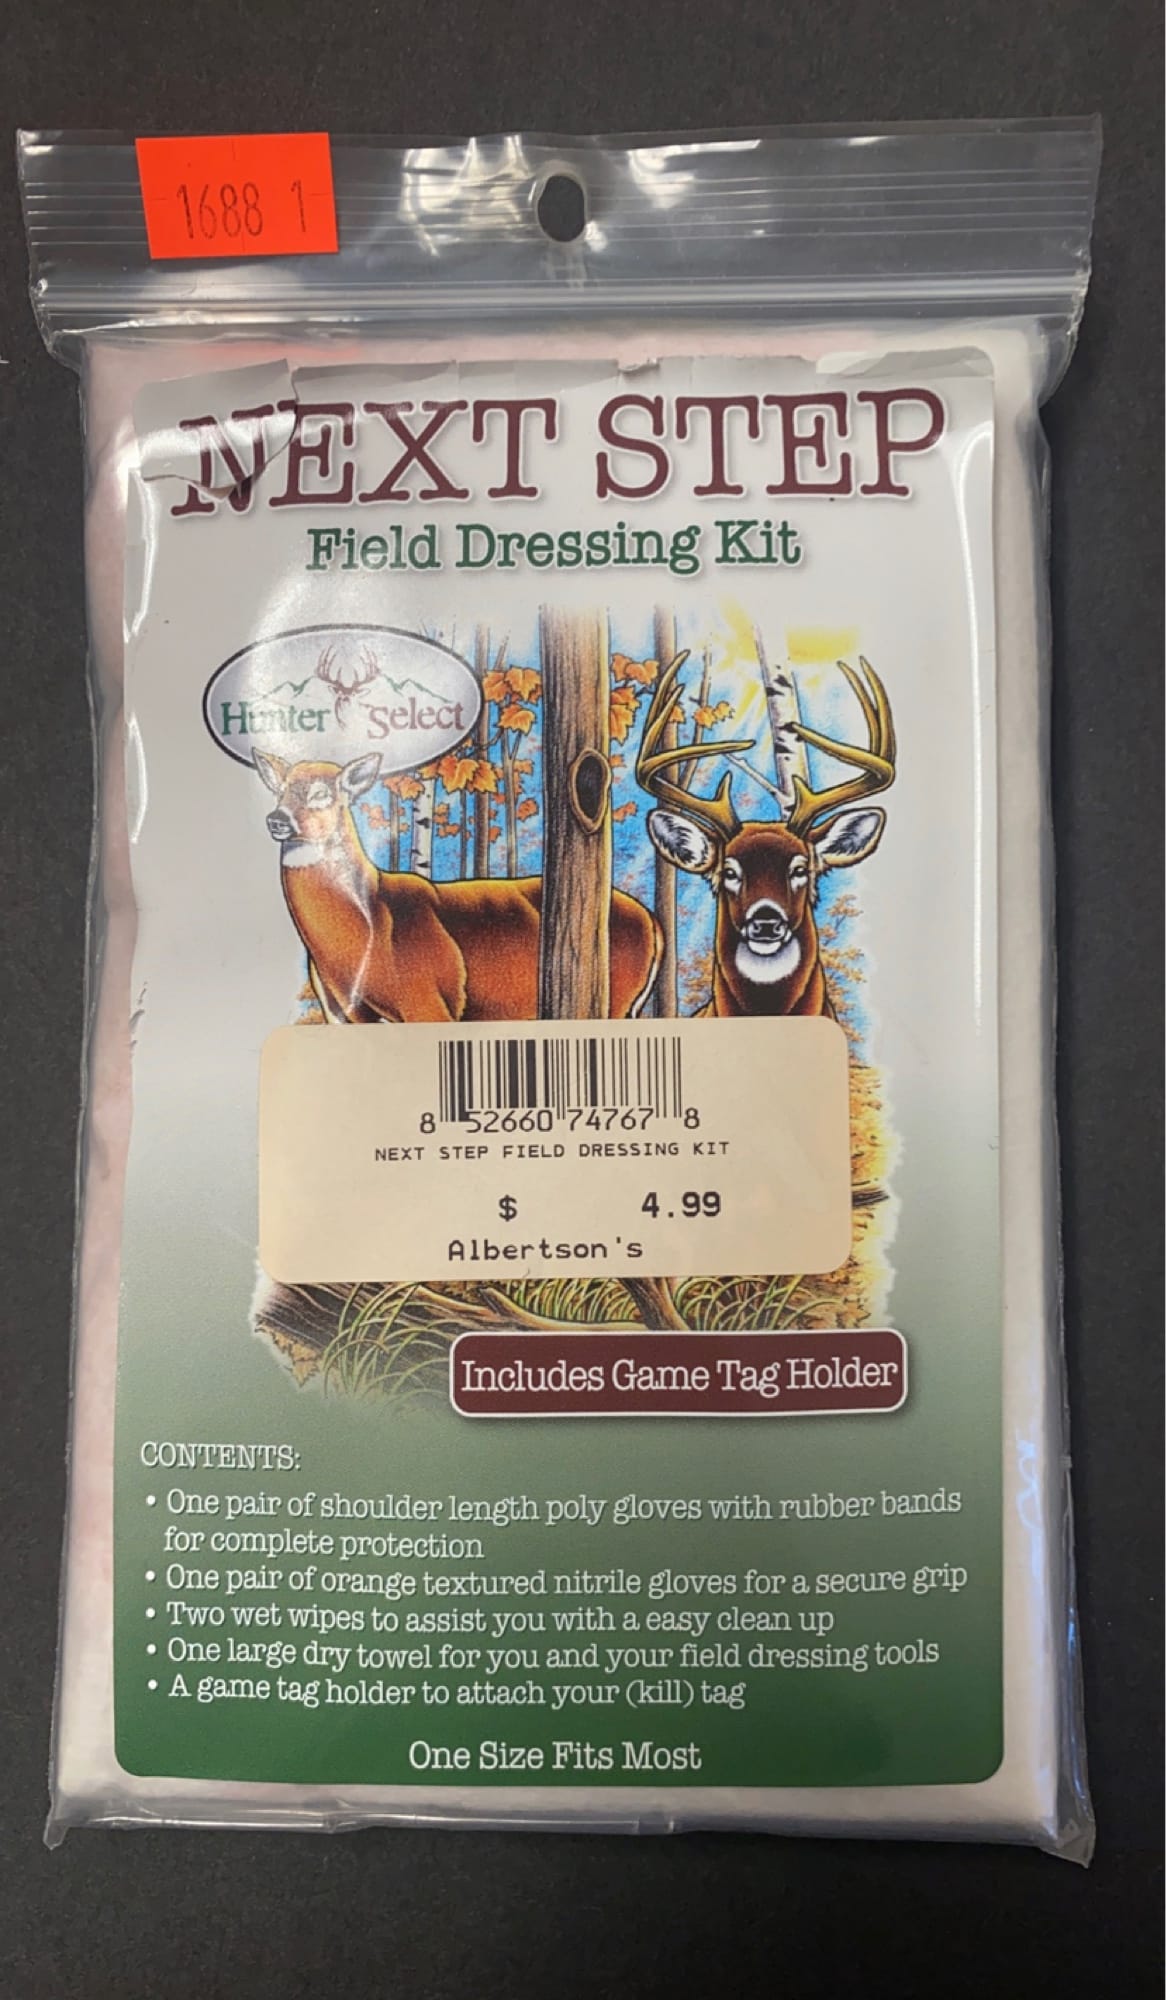 1688 1
NEXT STEP
Field Dressing Kit
Hunter Select
8 52660 74767 8
NEXT STEP FIELD DRESSING KIT
$ 4.99
Albertson's
Includes Game Tag Holder
CONTENTS:
• One pair of shoulder length poly gloves with rubber bands
for complete protection
• One pair of orange textured nitrile gloves for a secure grip
• Two wet wipes to assist you with a easy clean up
• One large dry towel for you and your field dressing tools
• A game tag holder to attach your (kill) tag
One Size Fits Most